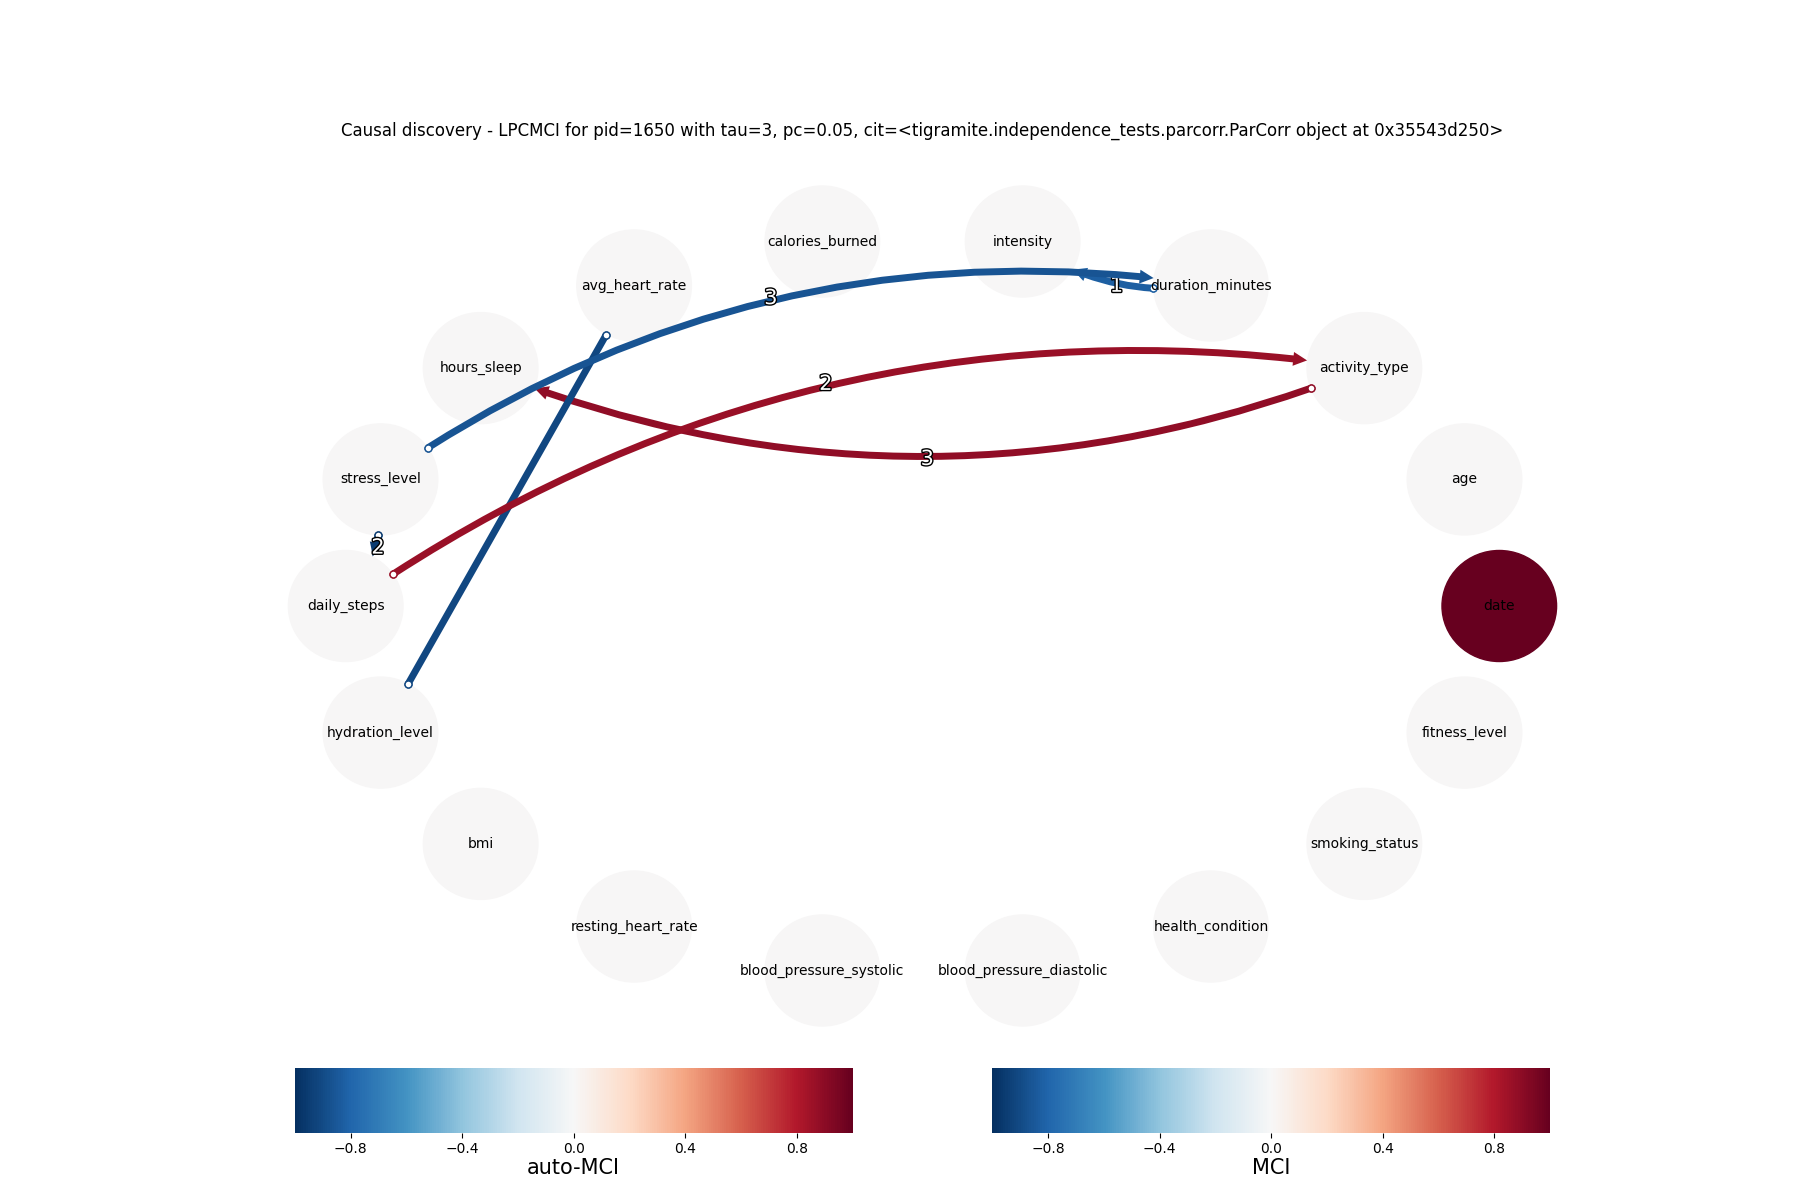 Causal discovery - LPCMCI for pid=1650 with tau=3, pc=0.05, cit=<tigramite.independence_tests.parcorr.ParCorr object at 0x35543d250>
calories_burned
intensity
avg_heart_rate
duration_minutes
1
3
hours_sleep
activity_type
2
3
stress_level
age
2
daily_steps
date
hydration_level
fitness_level
bmi
smoking_status
resting_heart_rate
health_condition
blood_pressure_systolic
blood_pressure_diastolic
−0.8 −0.4 0.0 0.4 0.8
auto-MCI
−0.8 −0.4 0.0 0.4 0.8
MCI